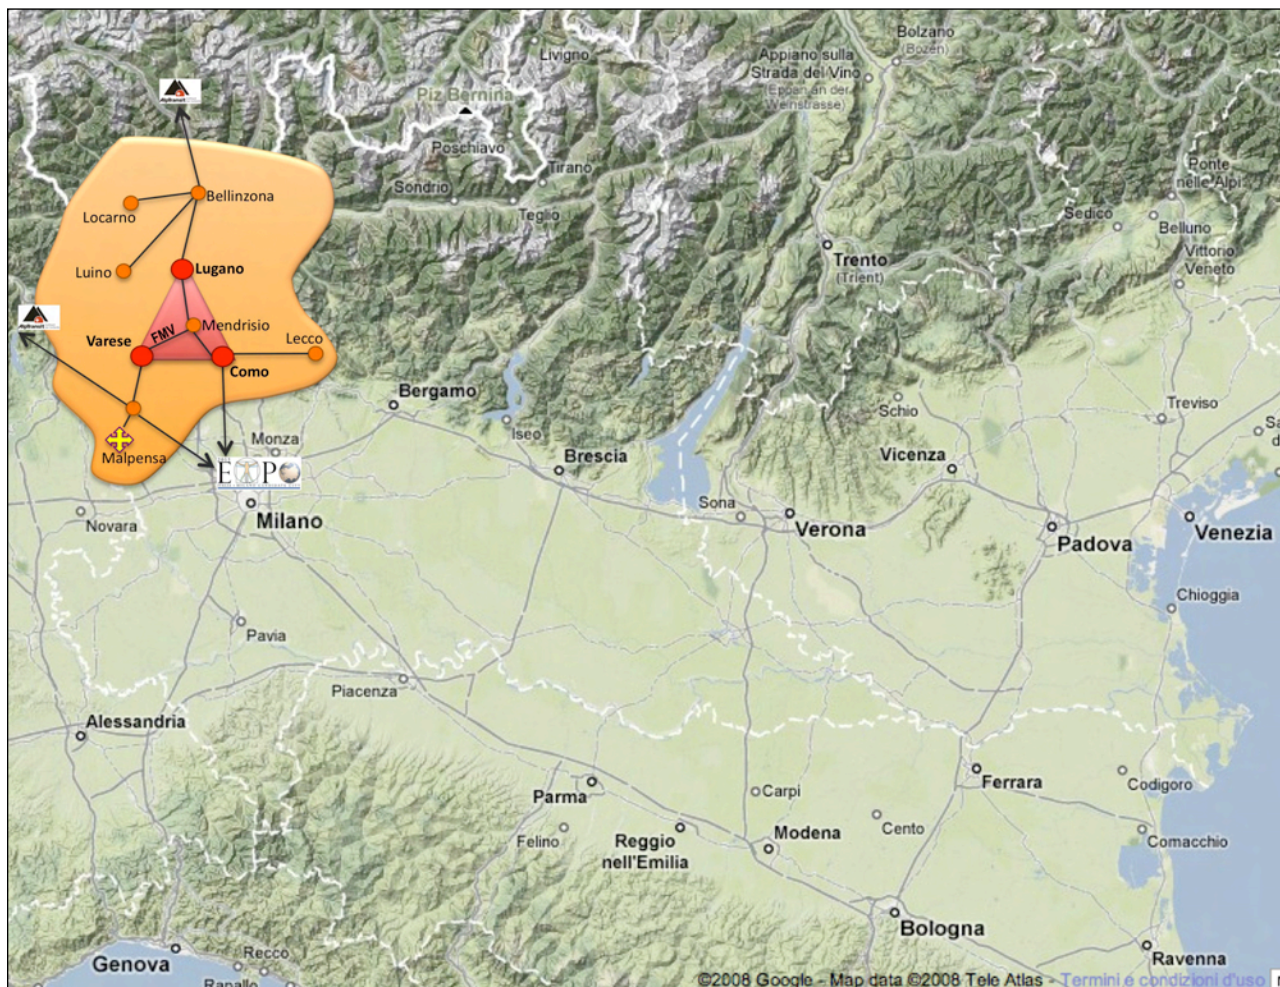 Bolzano
(Bozen)
Livigno
Appiano sulla
Strada del Vino
(Eppan an der
Weinstrasse)
AlpTransit
Piz Bernina
Poschiavo
Tirano
Ponte
nelle Alpi
Sondrio
Bellinzona
Locarno
Teglio
Sedico
Belluno
Vittorio
Veneto
Trento
(Trient)
Luino
Lugano
AlpTransit
Mendrisio
FMV
Varese
Lecco
Como
Bergamo
Schio
Treviso
Iseo
Monza
Malpensa
Brescia
Vicenza
E PO
Novara
Milano
Sona
Verona
Padova
Venezia
Chioggia
Pavia
Piacenza
Alessandria
Parma
Carpi
Ferrara
Codigoro
Felino
Reggio
nell'Emilia
Modena
Cento
Comacchio
Bologna
Genova
Recco
Rapallo
Ravenna
©2008 Google - Map data ©2008 Tele Atlas - Termini e condizioni d'uso